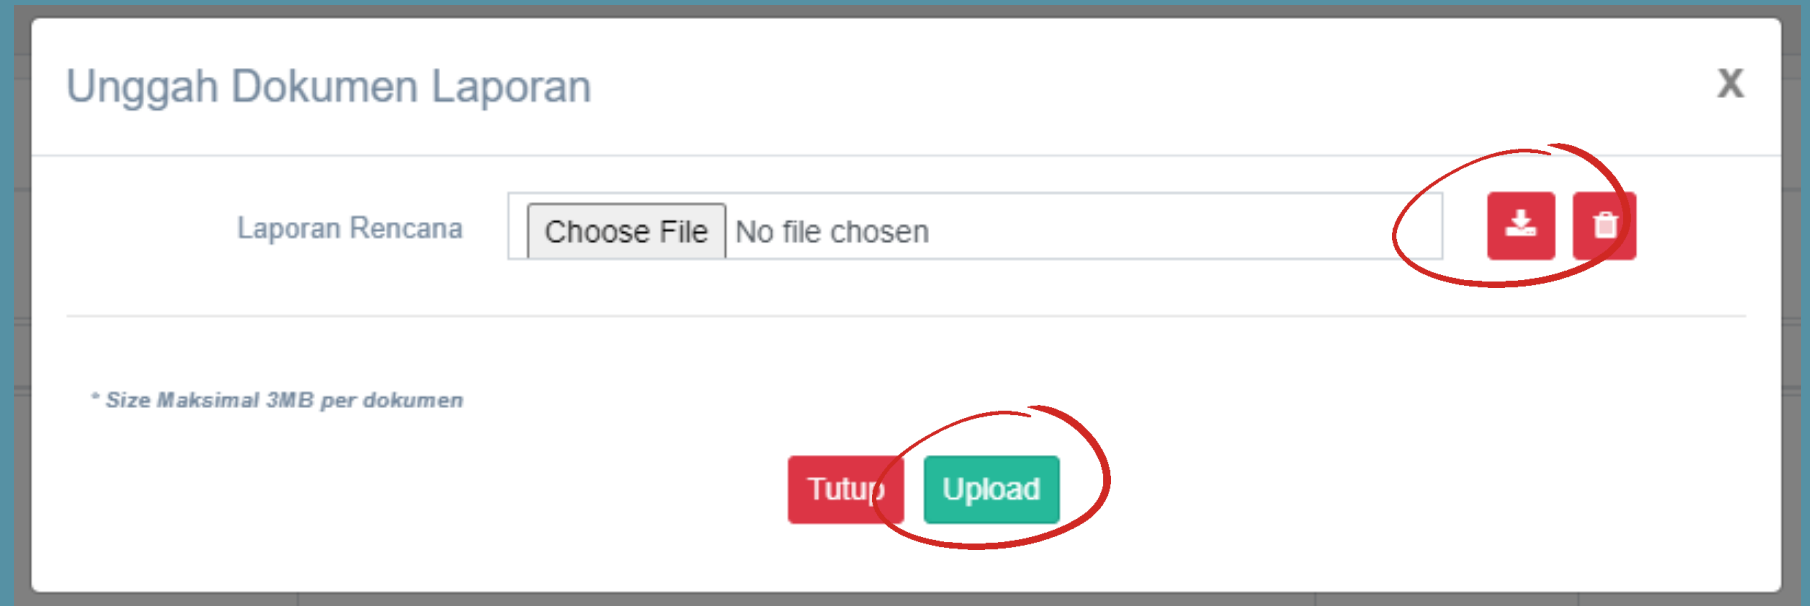 Unggah Dokumen Laporan X
Laporan Rencana Choose File No file chosen
* Size Maksimal 3MB per dokumen
Tutup Upload